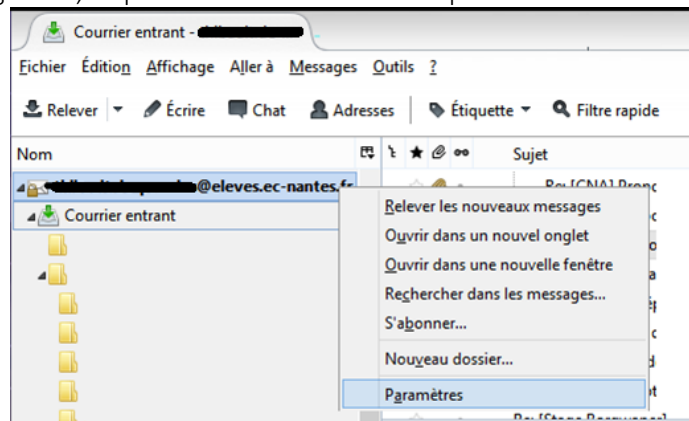 Courrier entrant -
Fichier Édition Affichage Aller à Messages Outils ?
Relever Écrire Chat Adresses Étiquette Filtre rapide
Nom Sujet
@eleves.ec-nantes.fr
Re: [CNA]
Courrier entrant
Relever les nouveaux messages
Ouvrir dans un nouvel onglet
Ouvrir dans une nouvelle fenêtre
Rechercher dans les messages...
S'abonner...
Nouveau dossier...
Paramètres